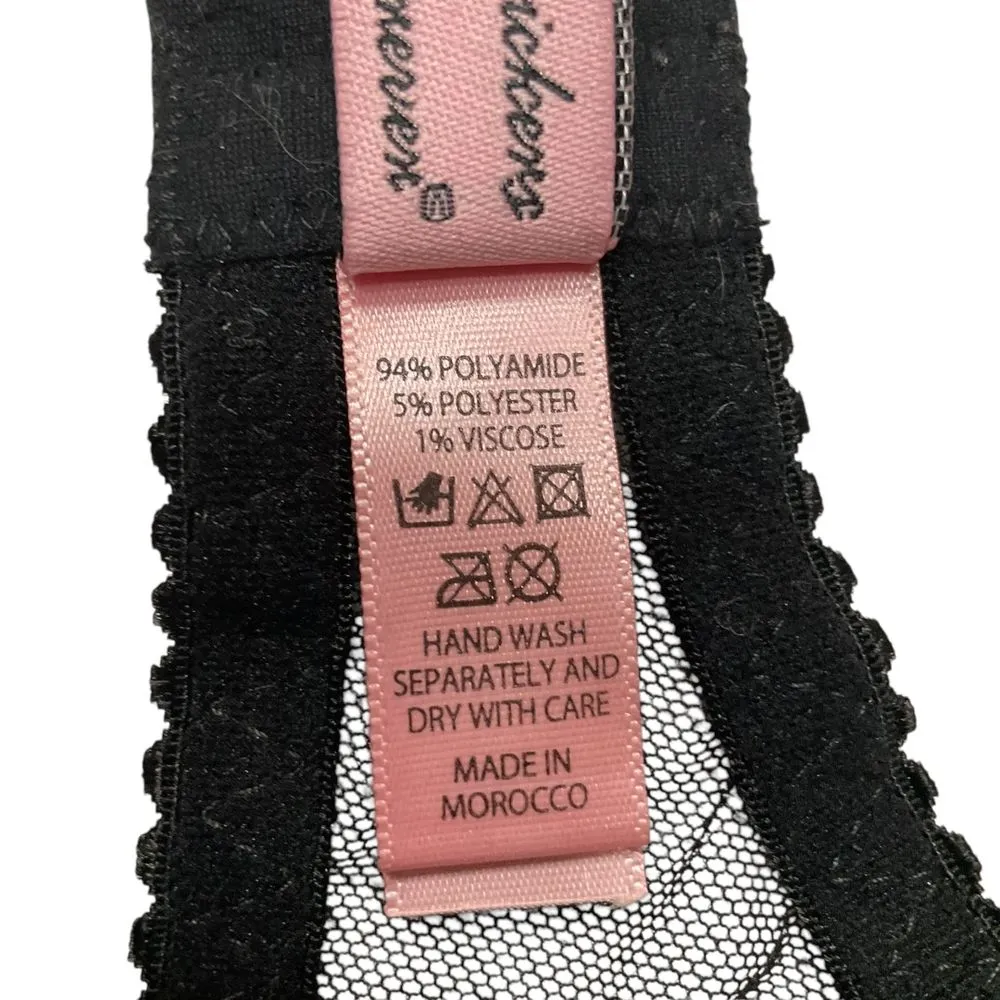 94% POLYAMIDE
5% POLYESTER
1% VISCOSE
HAND WASH
SEPARATELY AND
DRY WITH CARE
MADE IN
MOROCCO